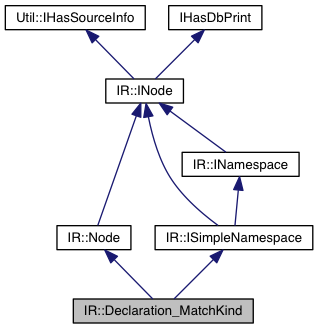 Util::IHasSourceInfo
IHasDbPrint
IR::INode
IR::INamespace
IR::Node
IR::ISimpleNamespace
IR::Declaration_MatchKind